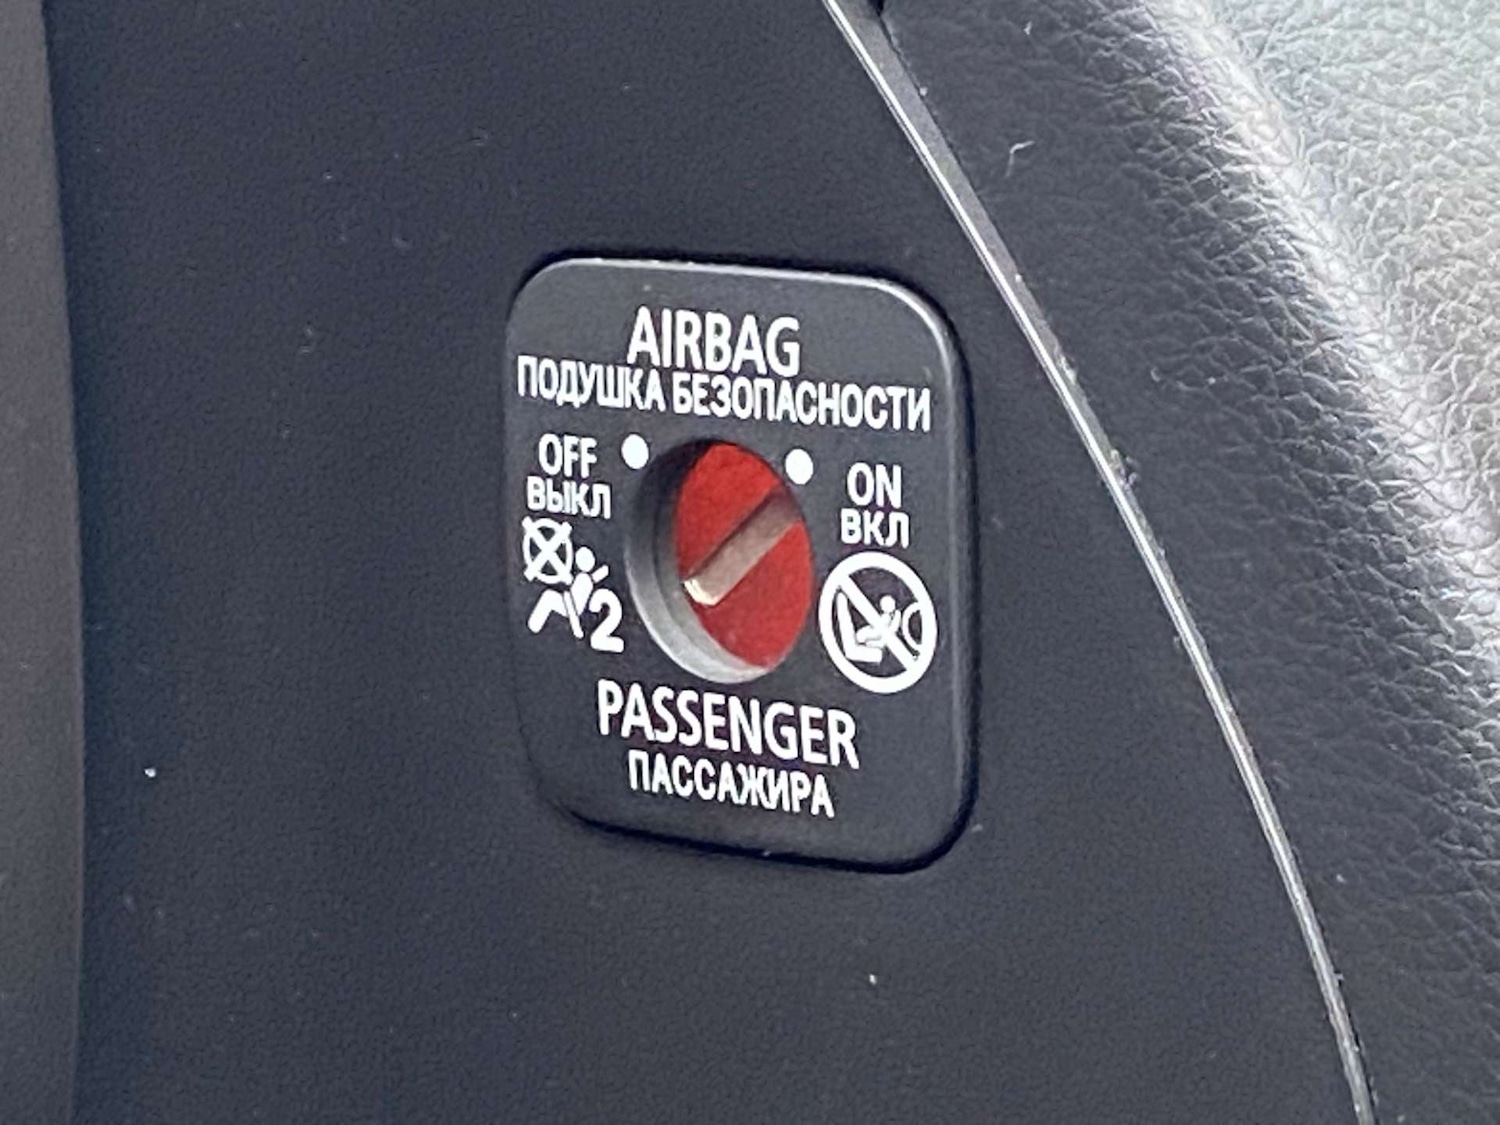 AIRBAG
ПОДУШКА БЕЗОПАСНОСТИ
OFF
ВЫКЛ
ON
ВКЛ
2
PASSENGER
ПАССАЖИРА